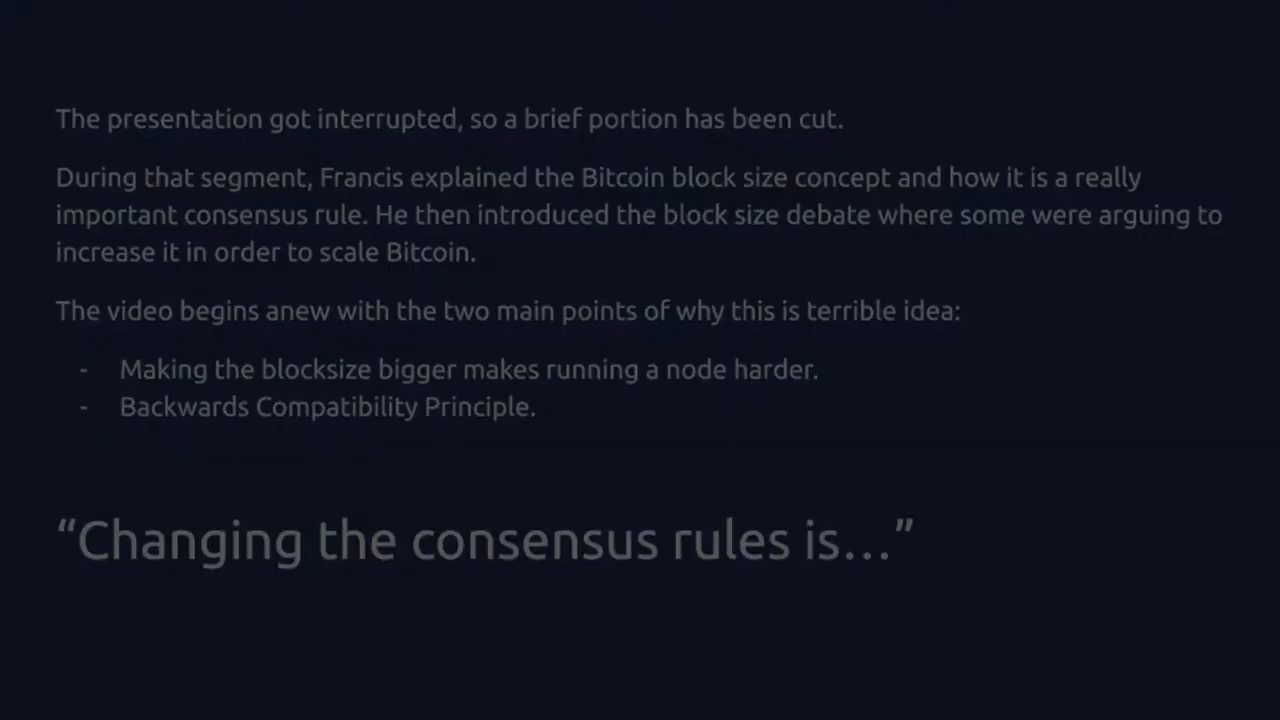 The presentation got interrupted, so a brief portion has been cut.
During that segment, Francis explained the Bitcoin block size concept and how it is a really
important consensus rule. He then introduced the block size debate where some were arguing to
increase it in order to scale Bitcoin.
The video begins anew with the two main points of why this is terrible idea:
- Making the blocksize bigger makes running a node harder.
- Backwards Compatibility Principle.
“Changing the consensus rules is…”